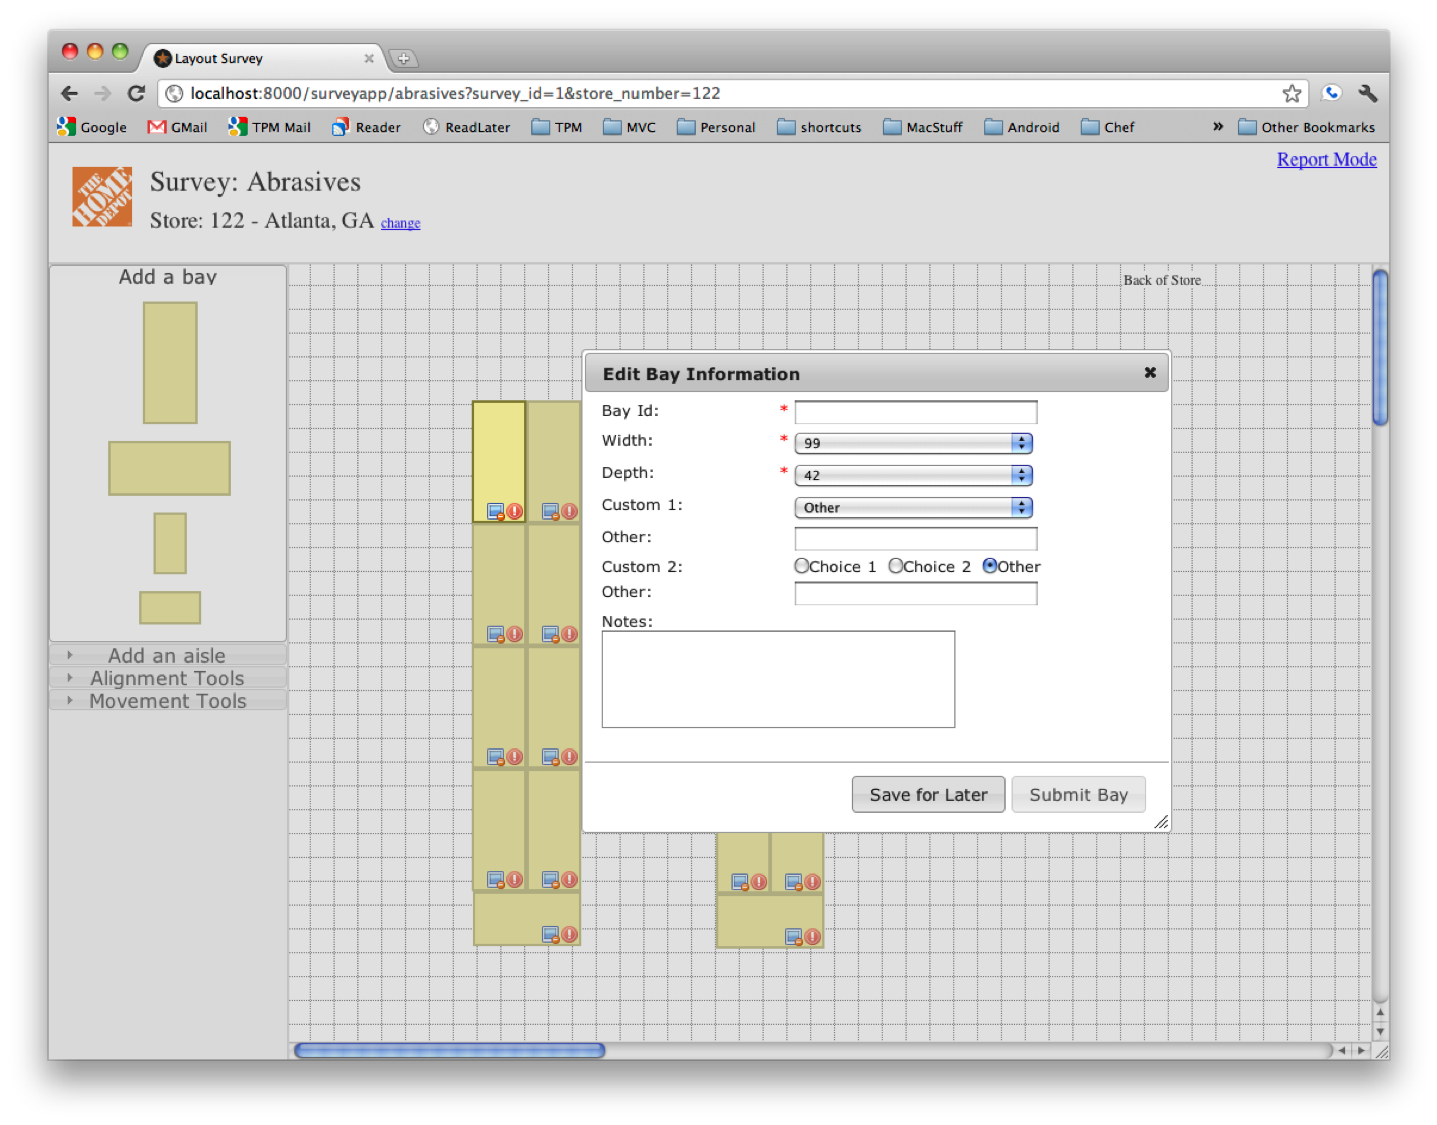 Layout Survey
localhost:8000/surveyapp/abrasives?survey_id=1&store_number=122
Google GMail TPM Mail Reader ReadLater TPM MVC Personal shortcuts MacStuff Android Chef » Other Bookmarks
Report Mode
THE HOME DEPOT
Survey: Abrasives
Store: 122 - Atlanta, GA change
Add a bay
Add an aisle
Alignment Tools
Movement Tools
Back of Store
Edit Bay Information
Bay Id: *
Width: * 99
Depth: * 42
Custom 1: Other
Other:
Custom 2: Choice 1 Choice 2 Other
Other:
Notes:
Save for Later Submit Bay